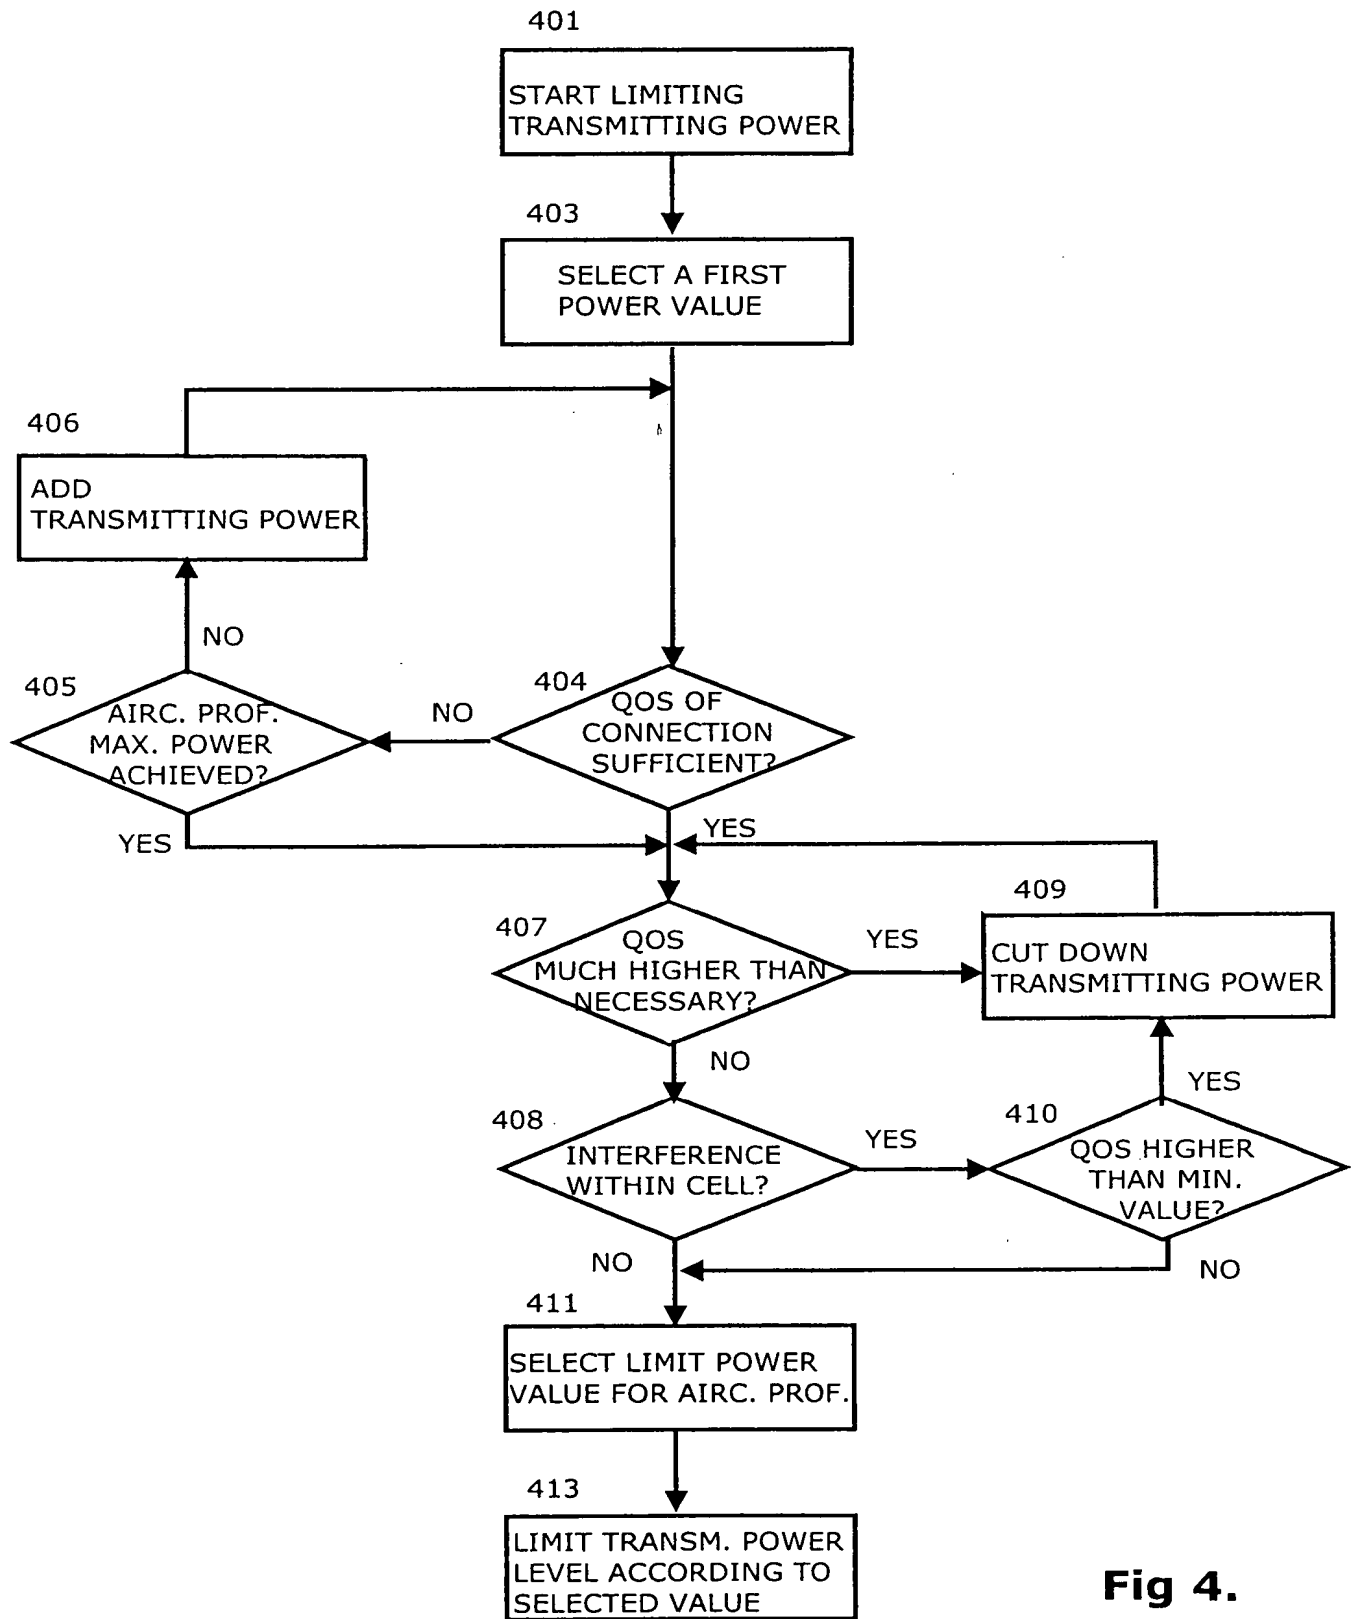 401
START LIMITING
TRANSMITTING POWER
403
SELECT A FIRST
POWER VALUE
406
ADD
TRANSMITTING POWER
NO
405
AIRC. PROF.
MAX. POWER
ACHIEVED?
NO
404
QOS OF
CONNECTION
SUFFICIENT?
YES
YES
409
CUT DOWN
TRANSMITTING POWER
407
QOS
MUCH HIGHER THAN
NECESSARY?
YES
NO
YES
408
INTERFERENCE
WITHIN CELL?
YES
410
QOS HIGHER
THAN MIN.
VALUE?
NO
NO
411
SELECT LIMIT POWER
VALUE FOR AIRC. PROF.
413
LIMIT TRANSM. POWER
LEVEL ACCORDING TO
SELECTED VALUE
Fig 4.